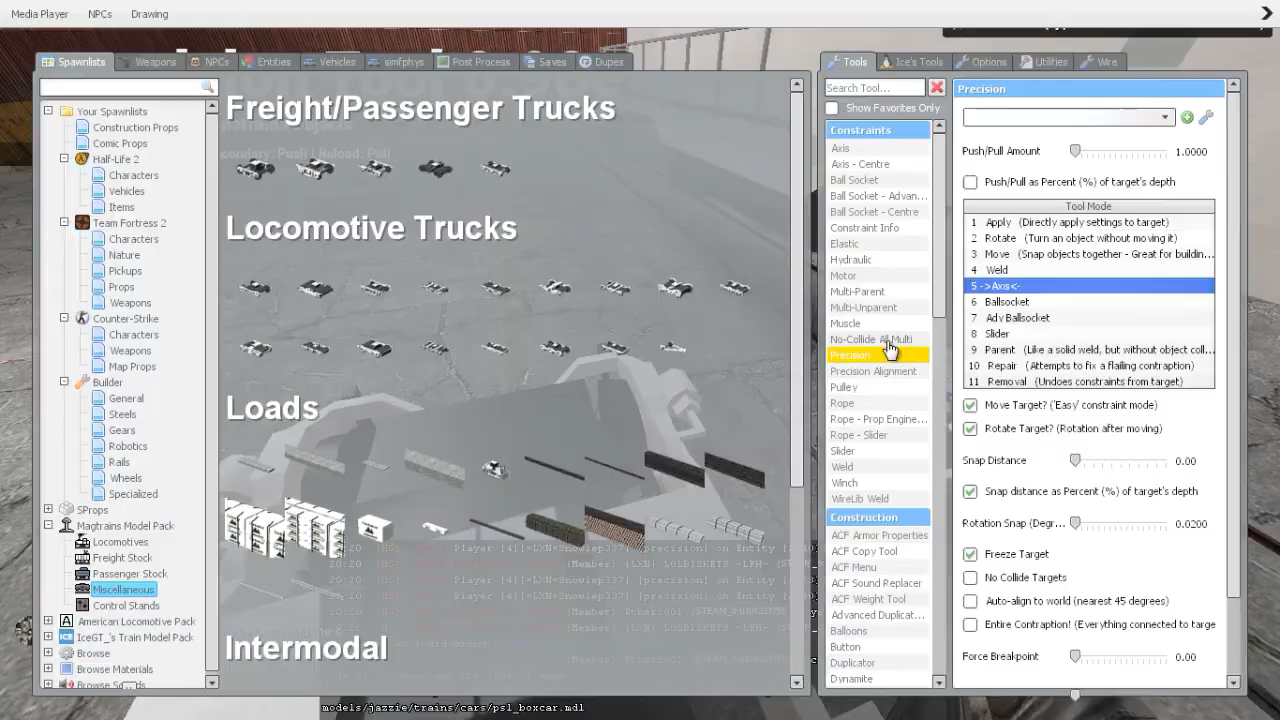 Media Player NPCs Drawing
Spawnlists Weapons NPCs Entities Vehicles simfphys Post Process Saves Dupes
Your Spawnlists
Construction Props
Comic Props
Half-Life 2
Characters
Vehicles
Items
Team Fortress 2
Characters
Nature
Pickups
Props
Weapons
Counter-Strike
Characters
Weapons
Map Props
Builder
General
Steels
Gears
Robotics
Rails
Wheels
Specialized
SProps
Magtrains Model Pack
Locomotives
Freight Stock
Passenger Stock
Miscellaneous
Control Stands
American Locomotive Pack
IceGT_'s Train Model Pack
Browse
Browse Materials
Browse Sounds
Freight/Passenger Trucks
Locomotive Trucks
Loads
Intermodal
models/jazzie/trains/cars/ps1_boxcar.mdl
Tools Ice's Tools Options Utilities Wire
Search Tool...
Show Favorites Only
Constraints
Axis
Axis - Centre
Ball Socket
Ball Socket - Advan...
Ball Socket - Centre
Constraint Info
Elastic
Hydraulic
Motor
Multi-Parent
Multi-Unparent
Muscle
No-Collide All Multi
Precision
Precision Alignment
Pulley
Rope
Rope - Prop Engine...
Rope - Slider
Slider
Weld
Winch
WireLib Weld
Construction
ACF Armor Properties
ACF Copy Tool
ACF Menu
ACF Sound Replacer
ACF Weight Tool
Advanced Duplicat...
Balloons
Button
Duplicator
Dynamite
Precision
Push/Pull Amount 1.0000
Push/Pull as Percent (%) of target's depth
Tool Mode
1 Apply (Directly apply settings to target)
2 Rotate (Turn an object without moving it)
3 Move (Snap objects together - Great for buildin...
4 Weld
5 ->Axis<-
6 Ballsocket
7 Adv Ballsocket
8 Slider
9 Parent (Like a solid weld, but without object coll...
10 Repair (Attempts to fix a flailing contraption)
11 Removal (Undoes constraints from target)
Move Target? ('Easy' constraint mode)
Rotate Target? (Rotation after moving)
Snap Distance 0.00
Snap distance as Percent (%) of target's depth
Rotation Snap (Degr... 0.0200
Freeze Target
No Collide Targets
Auto-align to world (nearest 45 degrees)
Entire Contraption! (Everything connected to targe
Force Breakpoint 0.00